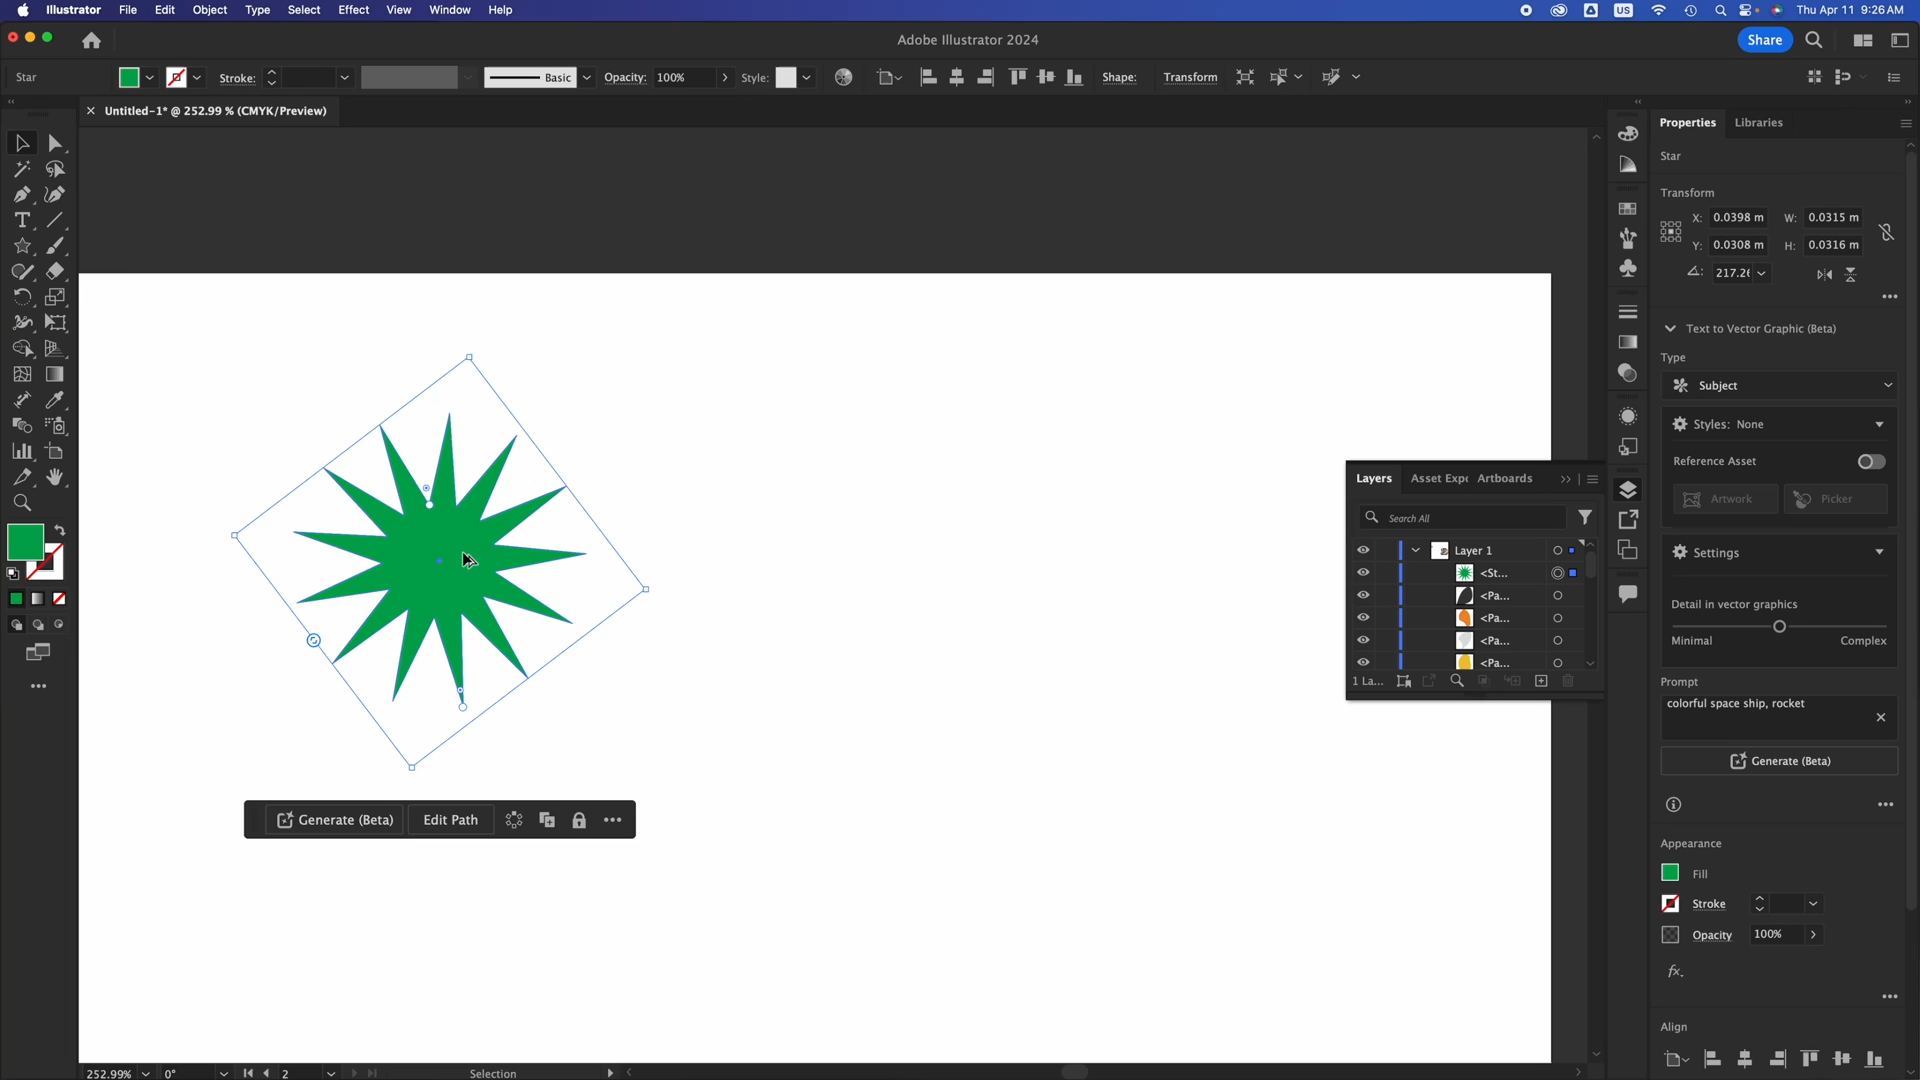 Illustrator File Edit Object Type Select Effect View Window Help US Thu Apr 11 9:26 AM
Adobe Illustrator 2024 Share
Star Stroke: Basic Opacity: 100% Style: Shape: Transform
× Untitled-1* @ 252.99 % (CMYK/Preview)
Properties Libraries
Star
Transform
X: 0.0398 m W: 0.0315 m
Y: 0.0308 m H: 0.0316 m
217.2
Text to Vector Graphic (Beta)
Type
Subject
Styles: None
Reference Asset
Artwork Picker
Settings
Detail in vector graphics
Minimal Complex
Prompt
colorful space ship, rocket
Generate (Beta)
Appearance
Fill
Stroke
Opacity 100%
fx.
Align
Layers Asset Expo Artboards
Search All
Layer 1
<St...
<Pa...
<Pa...
<Pa...
<Pa...
1 La...
Generate (Beta) Edit Path
252.99% 0° 2 Selection